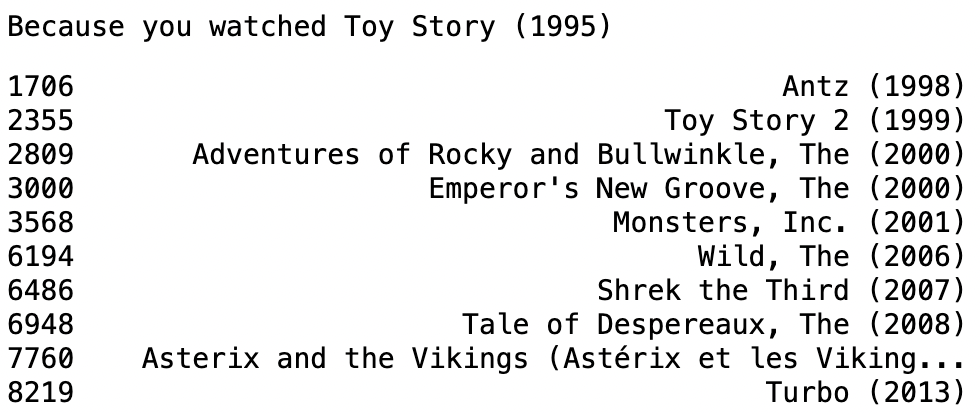 Because you watched Toy Story (1995)
1706 Antz (1998)
2355 Toy Story 2 (1999)
2809 Adventures of Rocky and Bullwinkle, The (2000)
3000 Emperor's New Groove, The (2000)
3568 Monsters, Inc. (2001)
6194 Wild, The (2006)
6486 Shrek the Third (2007)
6948 Tale of Despereaux, The (2008)
7760 Asterix and the Vikings (Astérix et les Viking...
8219 Turbo (2013)